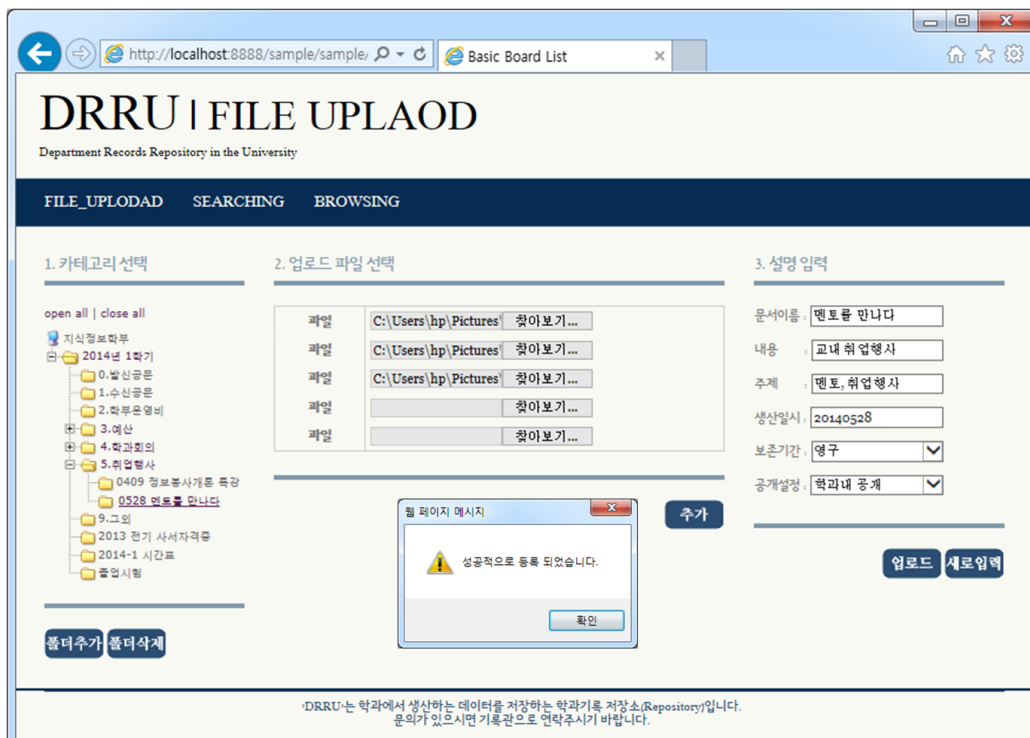 http://localhost:8888/sample/sample/
Basic Board List
DRRU | FILE UPLAOD
Department Records Repository in the University
FILE_UPLODAD SEARCHING BROWSING
1. 카테고리 선택
open all | close all
지식정보학부
2014년 1학기
0.발신공문
1.수신공문
2.학부운영비
3.예산
4.학과회의
5.취업행사
0409 정보봉사개론 특강
0528 멘토를 만나다
9.그외
2013 전기 사서자격증
2014-1 시간표
졸업시험
폴더추가 폴더삭제
2. 업로드 파일 선택
파일 C:\Users\hp\Pictures\ 찾아보기...
파일 C:\Users\hp\Pictures\ 찾아보기...
파일 C:\Users\hp\Pictures\ 찾아보기...
파일 찾아보기...
파일 찾아보기...
추가
웹 페이지 메시지
성공적으로 등록 되었습니다.
확인
3. 설명 입력
문서이름 : 멘토를 만나다
내용 : 교내 취업행사
주제 : 멘토, 취업행사
생산일시 : 20140528
보존기간 : 영구
공개설정 : 학과내 공개
업로드 새로입력
'DRRU'는 학과에서 생산하는 데이터를 저장하는 학과기록 저장소(Repository)입니다.
문의가 있으시면 기록관으로 연락주시기 바랍니다.